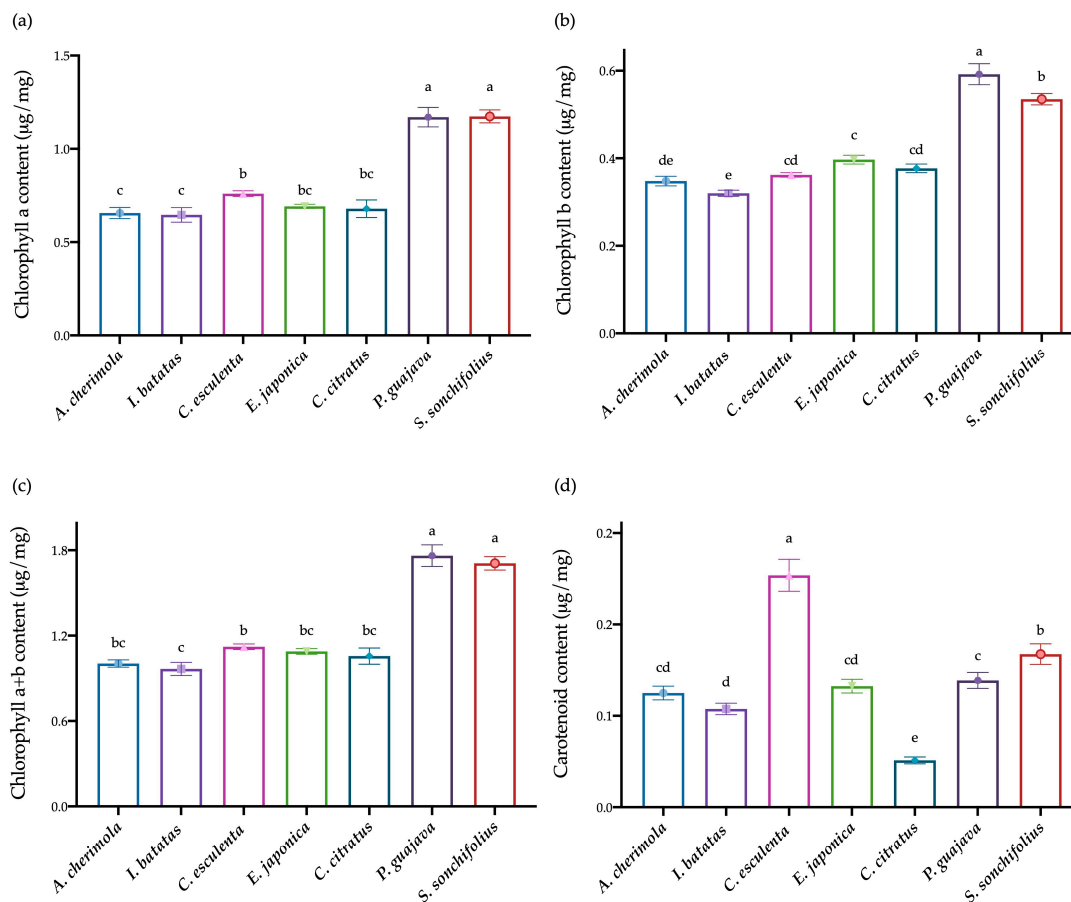 (a)
Chlorophyll a content (µg/mg)
1.5
1.0
0.5
0.0
c
c
b
bc
bc
a
a
A. cherimola
I. batatas
C. esculenta
E. japonica
C. citratus
P. guajava
S. sonchifolius
(b)
Chlorophyll b content (µg/mg)
0.6
0.4
0.2
0.0
de
e
cd
c
cd
a
b
A. cherimola
I. batatas
C. esculenta
E. japonica
C. citratus
P. guajava
S. sonchifolius
(c)
Chlorophyll a+b content (µg/mg)
1.8
1.2
0.6
0.0
bc
c
b
bc
bc
a
a
A. cherimola
I. batatas
C. esculenta
E. japonica
C. citratus
P. guajava
S. sonchifolius
(d)
Carotenoid content (µg/mg)
0.2
0.2
0.1
0.0
cd
d
a
cd
e
c
b
A. cherimola
I. batatas
C. esculenta
E. japonica
C. citratus
P. guajava
S. sonchifolius